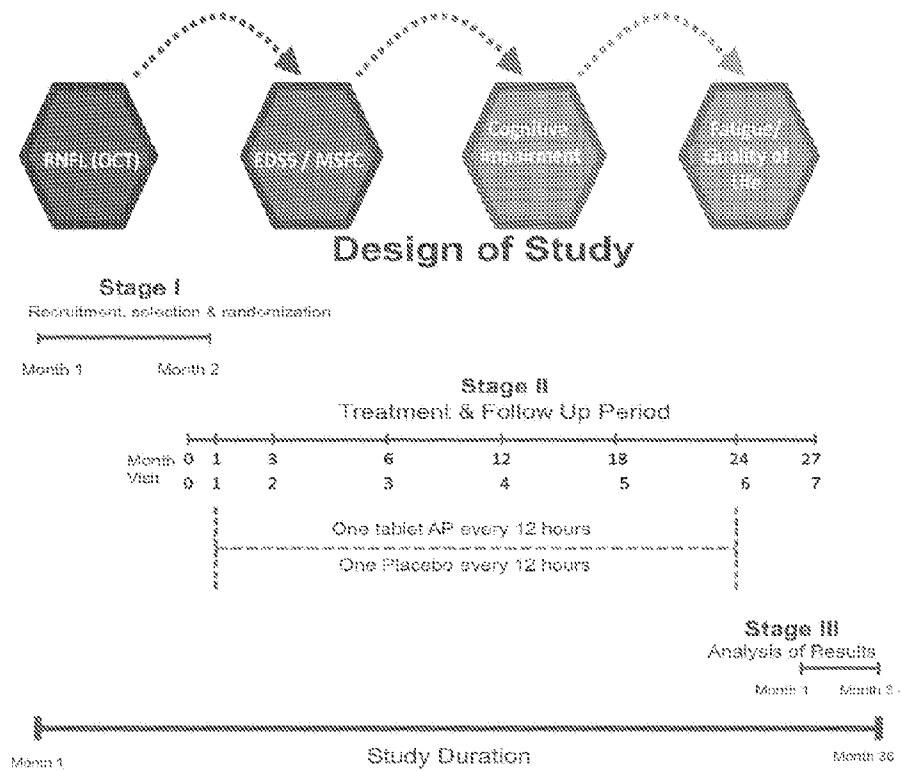 RNFL (OCT)
EDSS / MSFC
Cognitive
Impairment
Fatigue/
Quality of
Life
Design of Study
Stage I
Recruitment, selection & randomization
Month 1
Month 2
Stage II
Treatment & Follow Up Period
Month 0 1 3 6 12 18 24 27
Visit 0 1 2 3 4 5 6 7
One tablet AP every 12 hours
One Placebo every 12 hours
Stage III
Analysis of Results
Month 1
Month 3
Month 1
Study Duration
Month 36